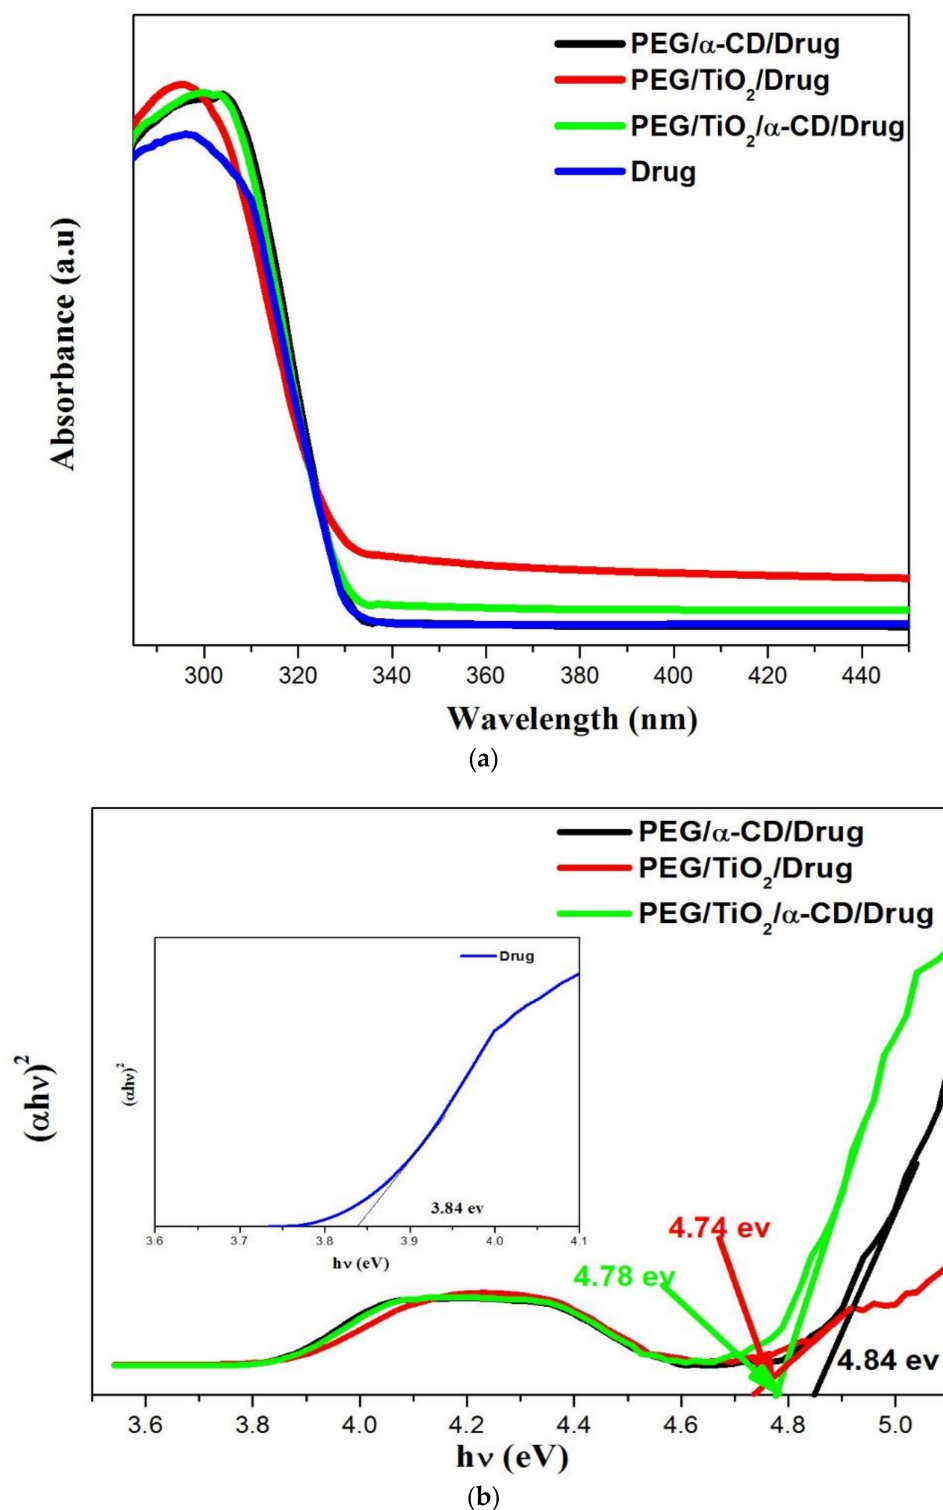 PEG/α-CD/Drug
PEG/TiO₂/Drug
PEG/TiO₂/α-CD/Drug
Drug
Absorbance (a.u)
300 320 340 360 380 400 420 440
Wavelength (nm)
(a)
PEG/α-CD/Drug
PEG/TiO₂/Drug
PEG/TiO₂/α-CD/Drug
Drug
(αhν)²
(αhν)²
3.84 ev
3.6 3.7 3.8 3.9 4.0 4.1
hν (eV)
4.74 ev
4.78 ev
4.84 ev
3.6 3.8 4.0 4.2 4.4 4.6 4.8 5.0
hν (eV)
(b)